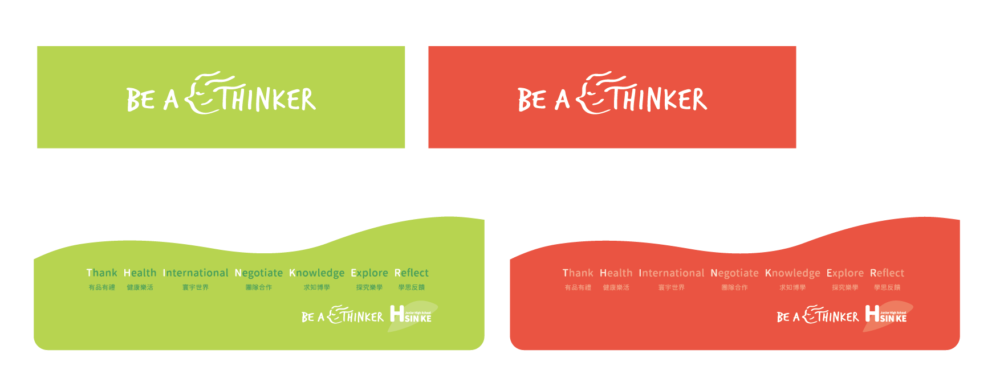 BE A THINKER
BE A THINKER
Thank Health International Negotiate Knowledge Explore Reflect
有品有禮 健康樂活 寰宇世界 團隊合作 求知博學 探究樂學 學思反饋
BE A THINKER
Junior High School
HSIN KE
Thank Health International Negotiate Knowledge Explore Reflect
有品有禮 健康樂活 寰宇世界 團隊合作 求知博學 探究樂學 學思反饋
BE A THINKER
Junior High School
HSIN KE